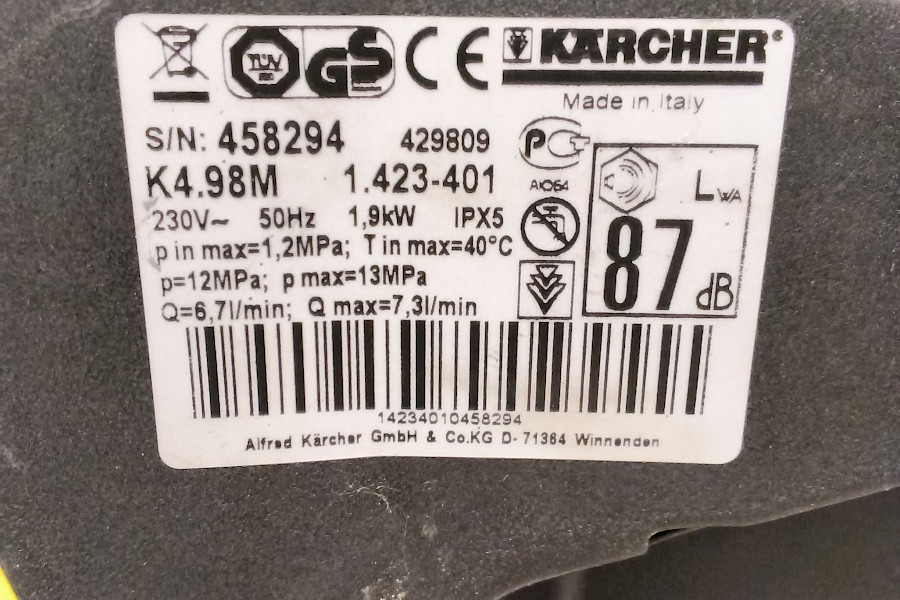 TÜV GS CE KÄRCHER®
Made in Italy
S/N: 458294 429809
K4.98M 1.423-401
АЮ64
230V~ 50Hz 1,9kW IPX5
p in max=1,2MPa; T in max=40°C
p=12MPa; p max=13MPa
Q=6,7l/min; Q max=7,3l/min
LWA
87
dB
14234010458294
Alfred Kärcher GmbH & Co.KG D-71364 Winnenden